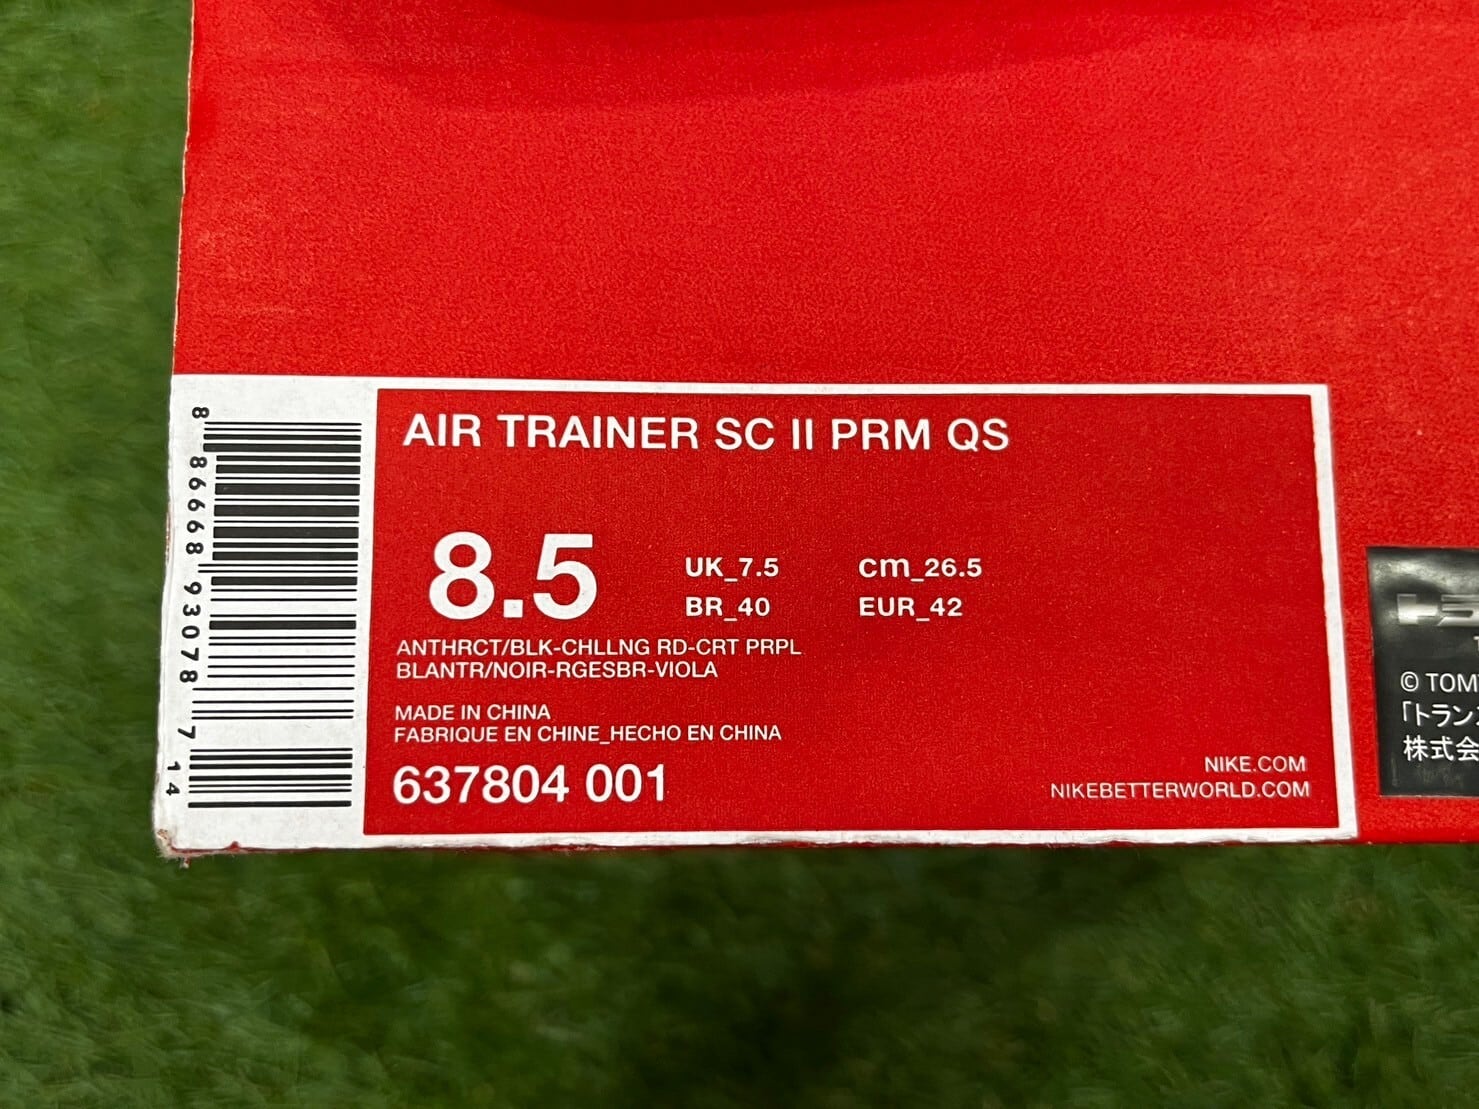 AIR TRAINER SC II PRM QS
8.5
UK_7.5
cm_26.5
BR_40
EUR_42
ANTHRCT/BLK-CHLLNG RD-CRT PRPL
BLANTR/NOIR-RGESBR-VIOLA
MADE IN CHINA
FABRIQUE EN CHINE_HECHO EN CHINA
637804 001
NIKE.COM
NIKEBETTERWORLD.COM
8 86668 93078 7
14
© TOM
「トラン
株式会